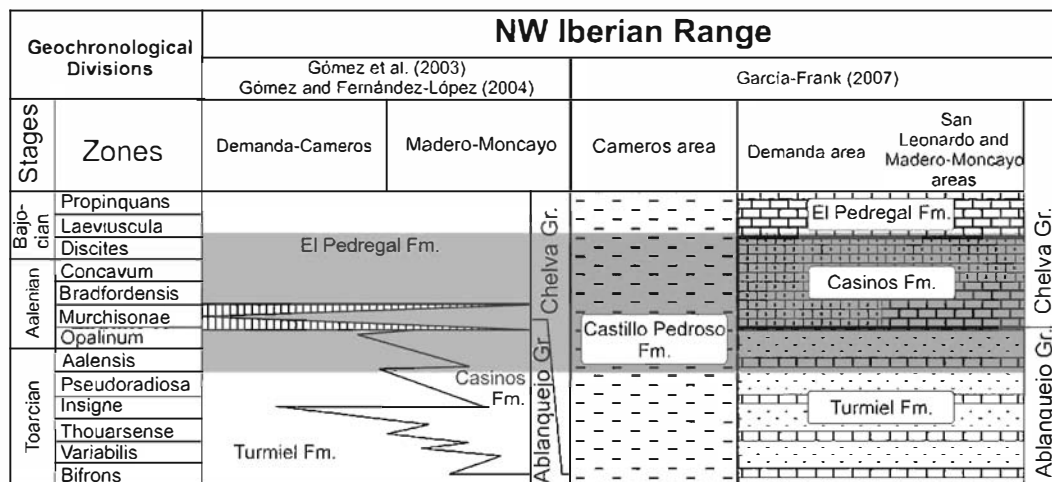 NW Iberian Range
Geochronological
Divisions
Gómez et al. (2003)
Gómez and Fernández-López (2004)
García-Frank (2007)
Stages
Zones
Demanda-Cameros
Madero-Moncayo
Cameros area
Demanda area
San
Leonardo and
Madero-Moncayo
areas
Bajo-
cian
Aalenian
Toarcian
Propinquans
Laeviuscula
Discites
Concavum
Bradfordensis
Murchisonae
Opalinum
Aalensis
Pseudoradiosa
Insigne
Thouarsense
Variabilis
Bifrons
El Pedregal Fm.
Casinos
Fm.
Turmiel Fm.
Chelva Gr.
Ablanquejo Gr.
Castillo Pedroso
Fm.
El Pedregal Fm.
Casinos Fm.
Turmiel Fm.
Chelva Gr.
Ablanquejo Gr.